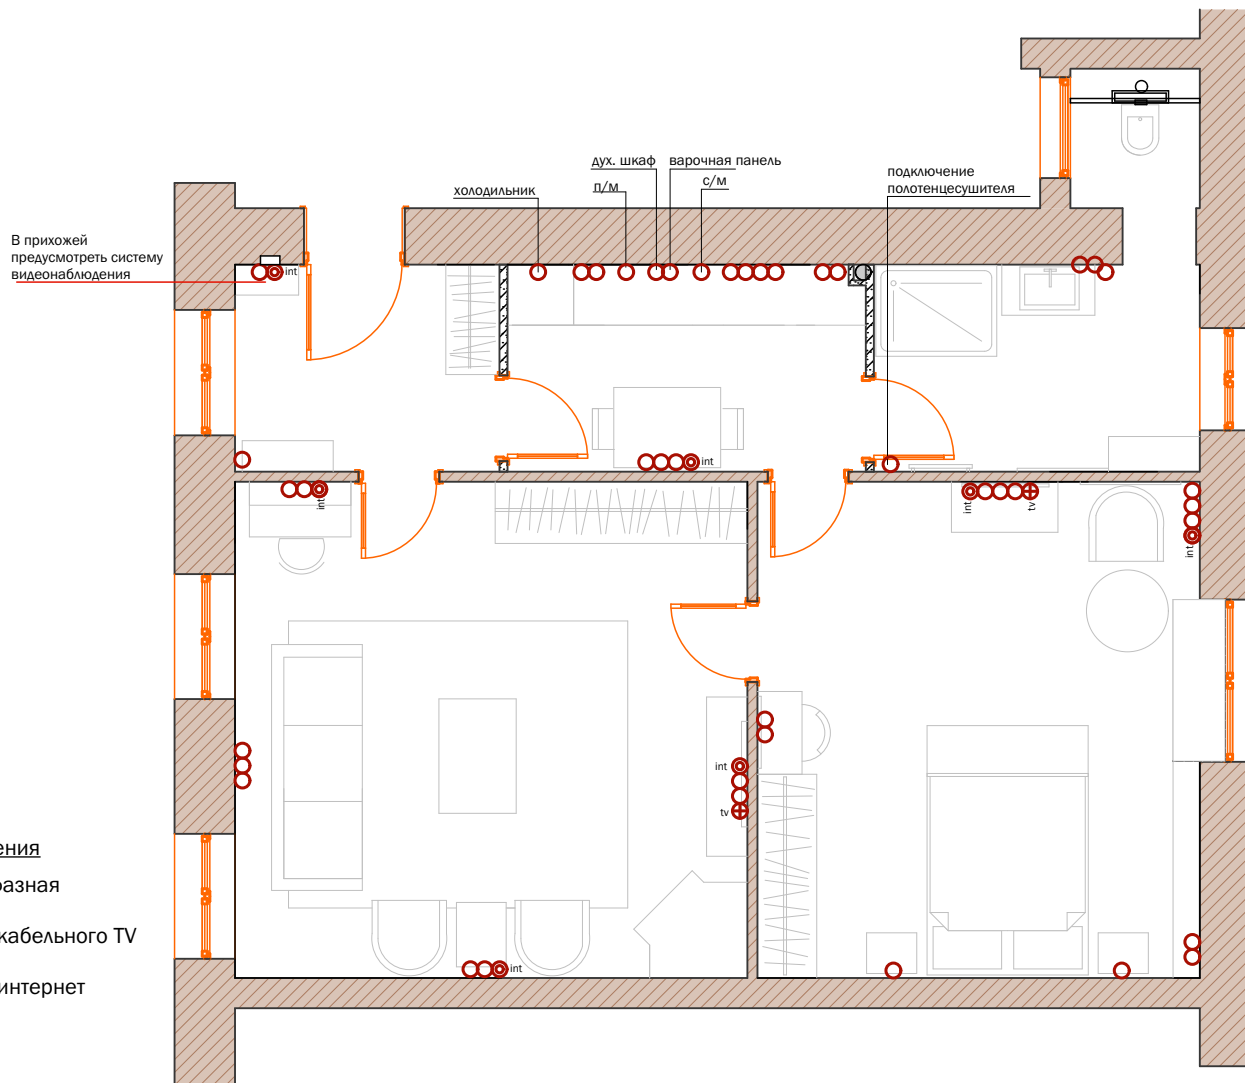 дух. шкаф
варочная панель
п/м
с/м
холодильник
подключение
полотенцесушителя
В прихожей
предусмотреть систему
видеонаблюдения
int
int
int
int
tv
int
int
tv
int
ения
разная
кабельного TV
интернет